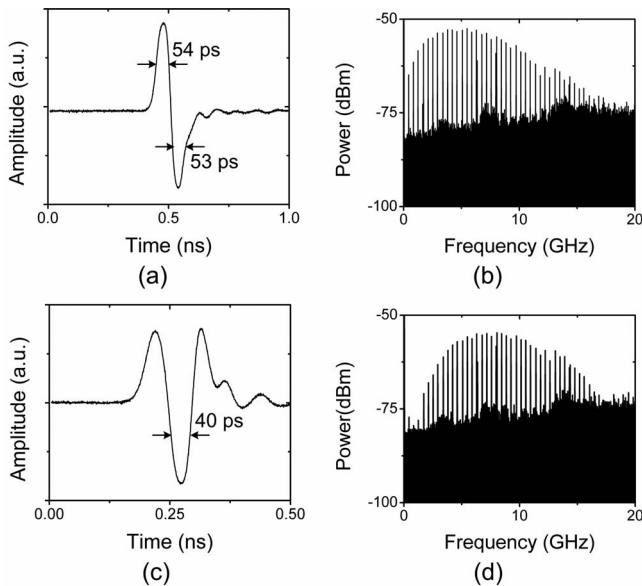 Amplitude (a.u.)
54 ps
53 ps
0.0
0.5
1.0
Time (ns)
(a)
Power (dBm)
-50
-75
-100
0
10
20
Frequency (GHz)
(b)
Amplitude (a.u.)
40 ps
0.00
0.25
0.50
Time (ns)
(c)
Power(dBm)
-50
-75
-100
0
10
20
Frequency (GHz)
(d)